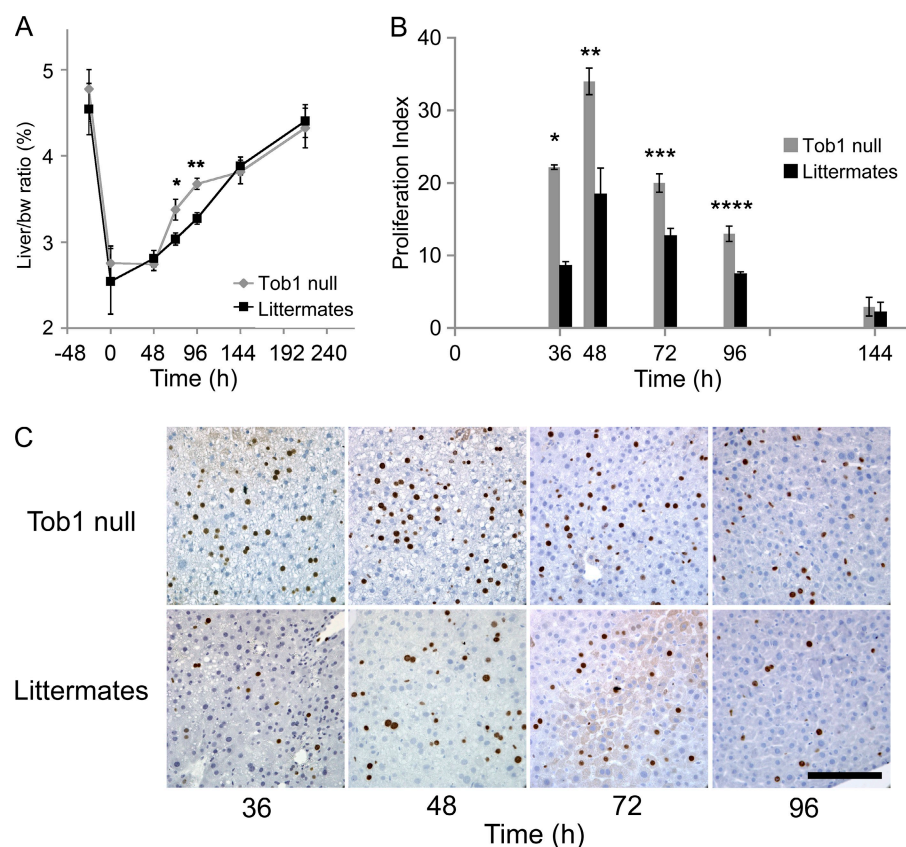 A
Liver/bw ratio (%)
5
4
3
2
* **
Tob1 null
Littermates
-48 0 48 96 144 192 240
Time (h)
B
Proliferation Index
40
30
20
10
0
* ** *** ****
Tob1 null
Littermates
0 36 48 72 96 144
Time (h)
C
Tob1 null
Littermates
36 48 72 96
Time (h)